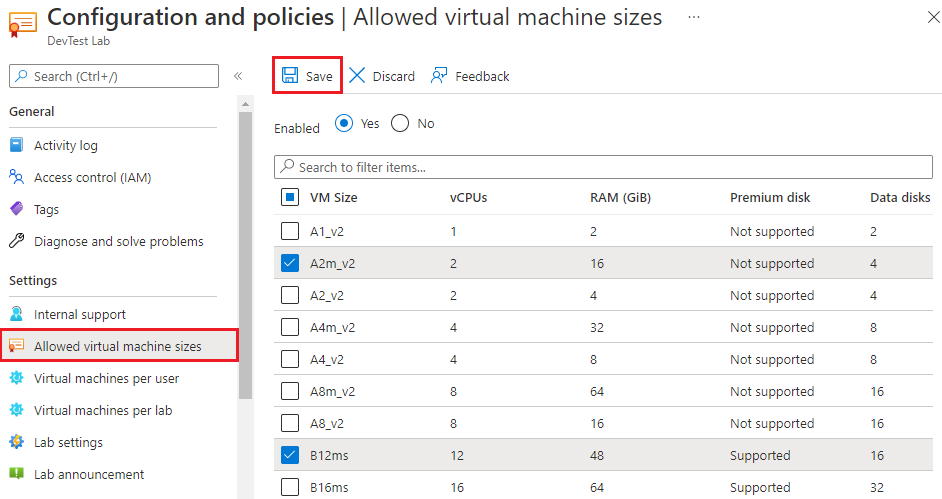 Configuration and policies | Allowed virtual machine sizes ...
DevTest Lab
Search (Ctrl+/)
«
Save Discard Feedback
General
Activity log
Access control (IAM)
Tags
Diagnose and solve problems
Settings
Internal support
Allowed virtual machine sizes
Virtual machines per user
Virtual machines per lab
Lab settings
Lab announcement
Enabled Yes No
Search to filter items...
VM Size vCPUs RAM (GiB) Premium disk Data disks
A1_v2 1 2 Not supported 2
A2m_v2 2 16 Not supported 4
A2_v2 2 4 Not supported 4
A4m_v2 4 32 Not supported 8
A4_v2 4 8 Not supported 8
A8m_v2 8 64 Not supported 16
A8_v2 8 16 Not supported 16
B12ms 12 48 Supported 16
B16ms 16 64 Supported 32